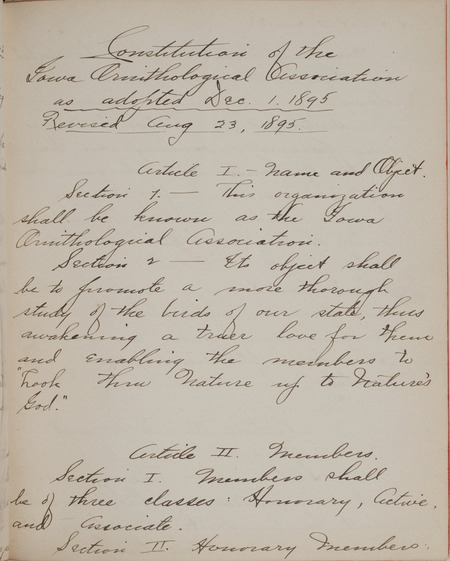 Constitution of the
Iowa Ornithological Association
as adopted Dec. 1. 1895
Revised Aug 23, 1895.
Article I. - Name and Object.
Section 1. - This organization
shall be known as the Iowa
Ornithological Association.
Section 2 - Its object shall
be to promote a more thorough
study of the birds of our state, thus
awakening a truer love for them
and enabling the members to
"Look thru Nature up to Nature's
God."
Article II. Members.
Section I. Members shall
be of three classes: Honorary, Active,
and Associate.
Section II. Honorary Members: